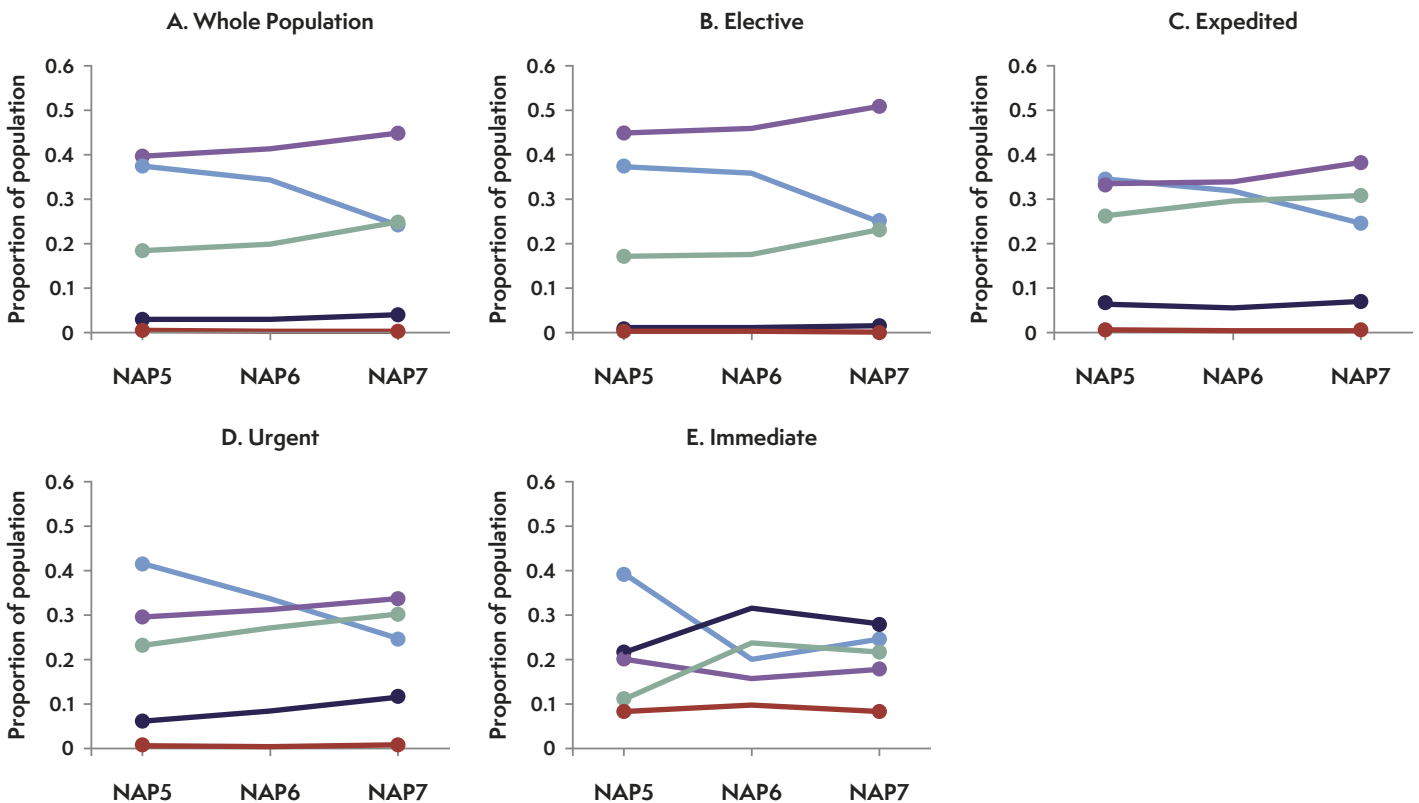 A. Whole Population
Proportion of population
0.6
0.5
0.4
0.3
0.2
0.1
0
NAP5 NAP6 NAP7
B. Elective
Proportion of population
0.6
0.5
0.4
0.3
0.2
0.1
0
NAP5 NAP6 NAP7
C. Expedited
Proportion of population
0.6
0.5
0.4
0.3
0.2
0.1
0
NAP5 NAP6 NAP7
D. Urgent
Proportion of population
0.6
0.5
0.4
0.3
0.2
0.1
0
NAP5 NAP6 NAP7
E. Immediate
Proportion of population
0.6
0.5
0.4
0.3
0.2
0.1
0
NAP5 NAP6 NAP7